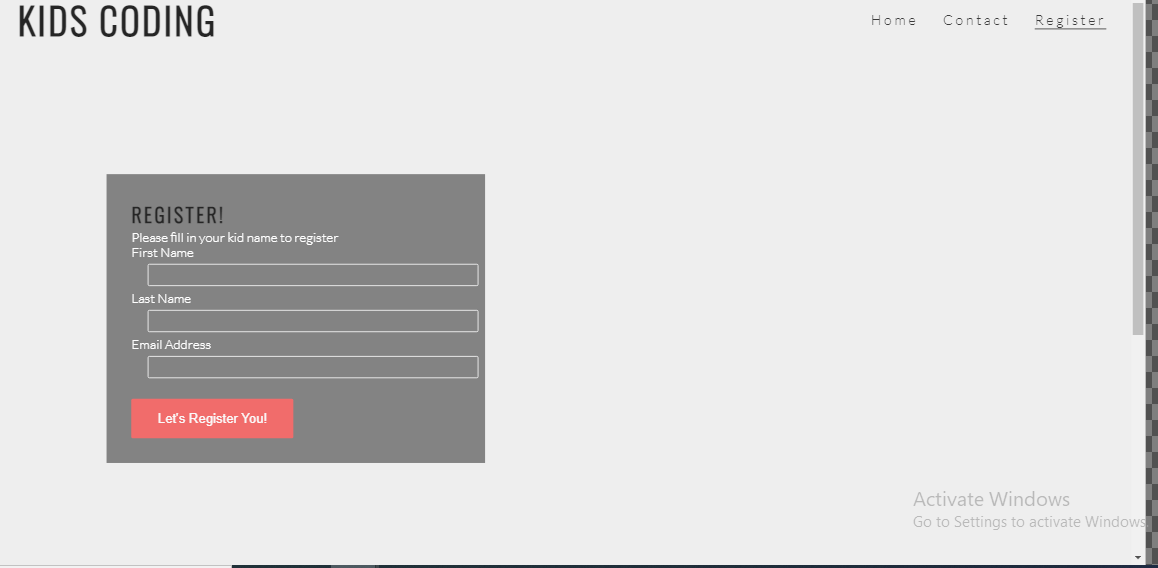 KIDS CODING
Home Contact Register
REGISTER!
Please fill in your kid name to register
First Name
Last Name
Email Address
Let's Register You!
Activate Windows
Go to Settings to activate Windows